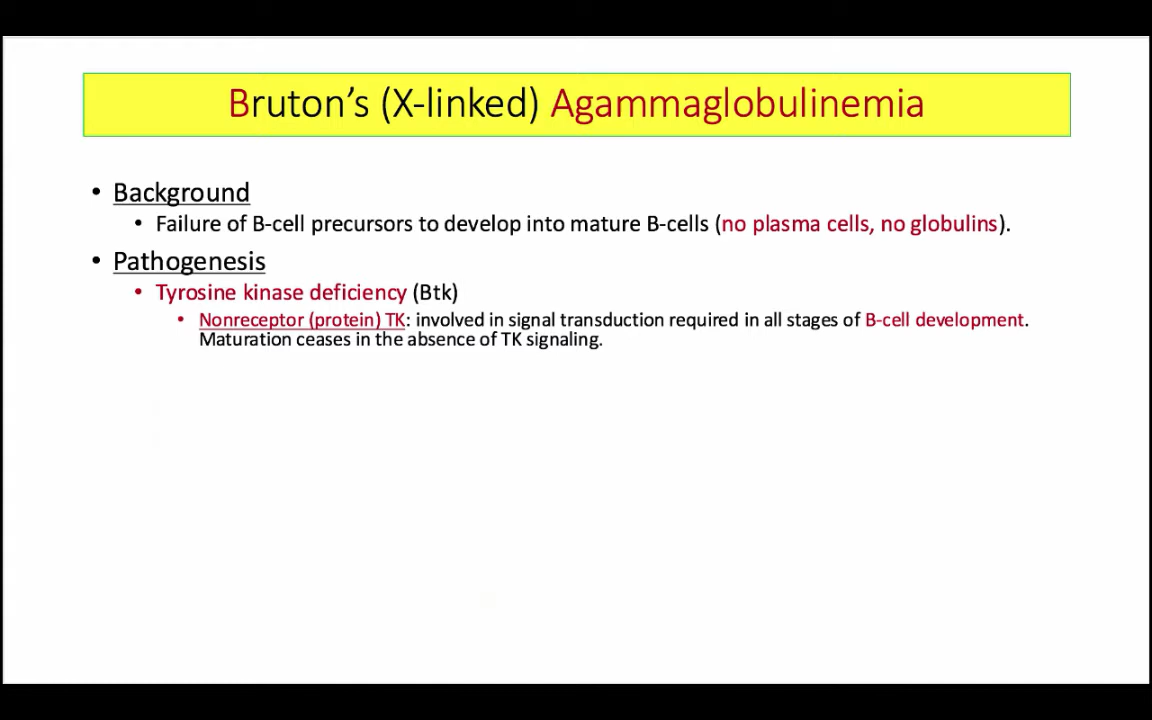 Bruton’s (X-linked) Agammaglobulinemia
• Background
• Failure of B-cell precursors to develop into mature B-cells (no plasma cells, no globulins).
• Pathogenesis
• Tyrosine kinase deficiency (Btk)
• Nonreceptor (protein) TK: involved in signal transduction required in all stages of B-cell development.
Maturation ceases in the absence of TK signaling.